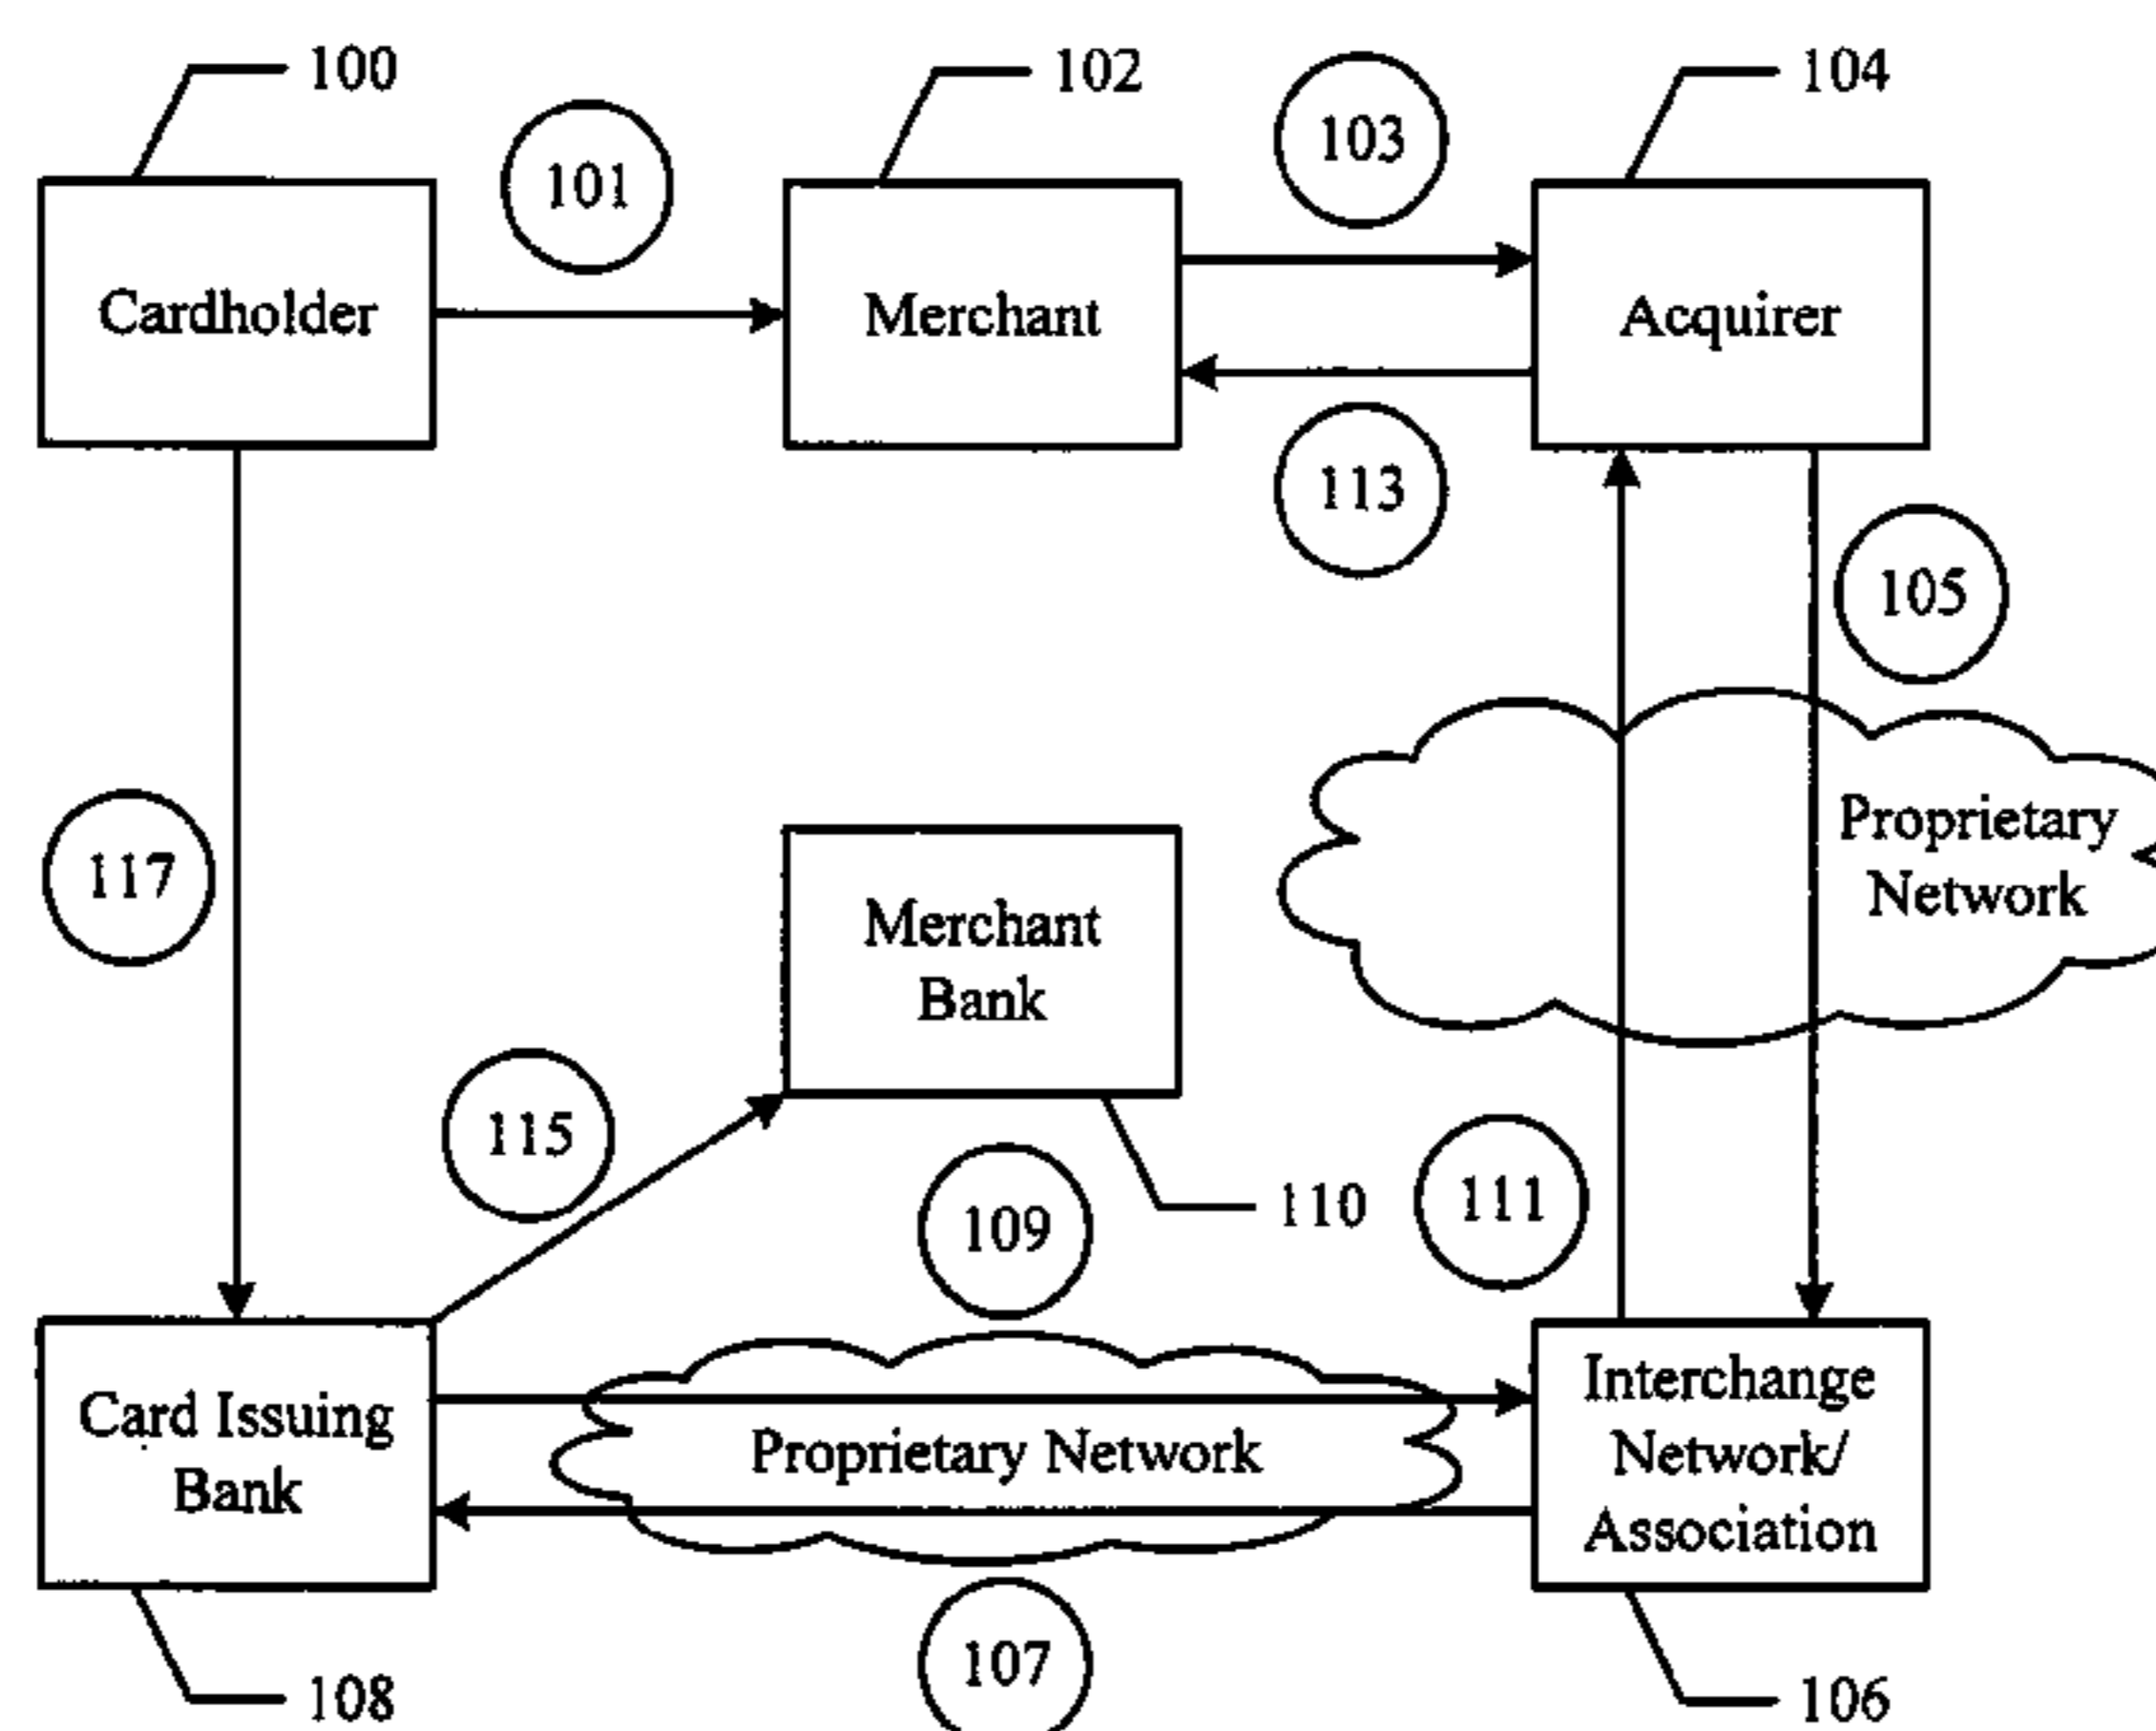 100
102
104
101
103
Cardholder
Merchant
Acquirer
113
105
117
Proprietary
Network
Merchant
Bank
115
110
109
111
Card Issuing
Bank
Proprietary Network
Interchange
Network/
Association
107
108
106